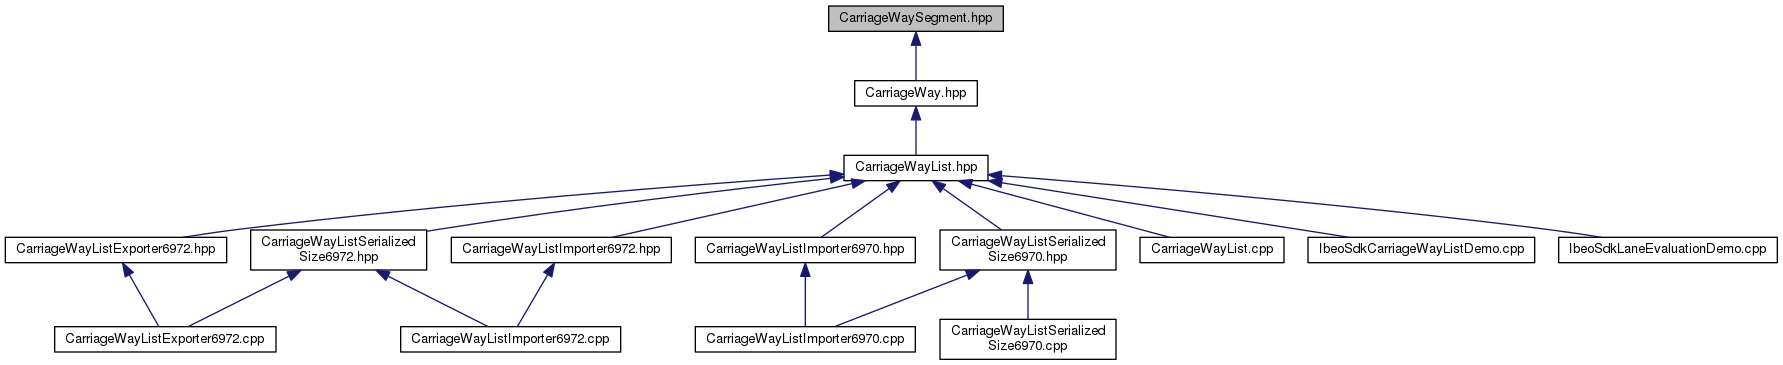 CarriageWaySegment.hpp
CarriageWay.hpp
CarriageWayList.hpp
CarriageWayListExporter6972.hpp
CarriageWayListSerialized
Size6972.hpp
CarriageWayListImporter6972.hpp
CarriageWayListImporter6970.hpp
CarriageWayListSerialized
Size6970.hpp
CarriageWayList.cpp
IbeoSdkCarriageWayListDemo.cpp
IbeoSdkLaneEvaluationDemo.cpp
CarriageWayListExporter6972.cpp
CarriageWayListImporter6972.cpp
CarriageWayListImporter6970.cpp
CarriageWayListSerialized
Size6970.cpp